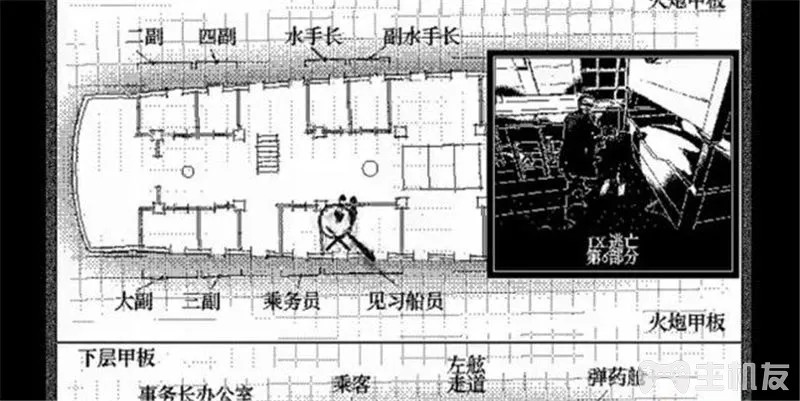 火炮甲板
二副
四副
水手长
副水手长
IX 逃亡
第6部分
大副
三副
乘务员
见习船员
火炮甲板
下层甲板
事务长办公室
乘客
左舷
走道
弹药舱
主机友